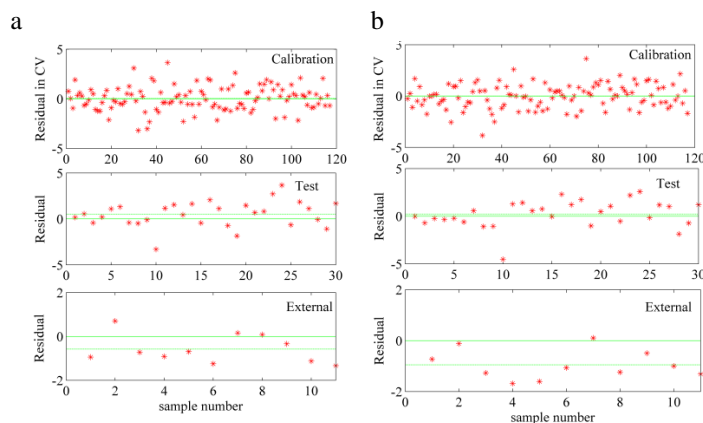 a
5
Calibration
Residual in CV
0
-5
0 20 40 60 80 100 120
5
Test
Residual
0
-5
0 5 10 15 20 25 30
2
External
Residual
0
-2
0 2 4 6 8 10
sample number
b
5
Calibration
Residual in CV
0
-5
0 20 40 60 80 100 120
5
Test
Residual
0
-5
0 5 10 15 20 25 30
2
External
Residual
0
-2
0 2 4 6 8 10
sample number